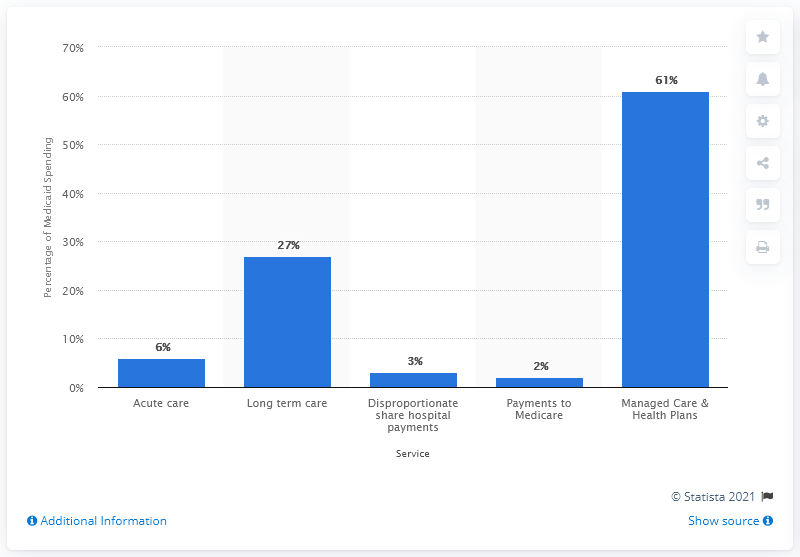 70%
60%
50%
40%
30%
20%
10%
0%
Percentage of Medicaid Spending
6%
27%
3%
2%
61%
Acute care
Long term care
Disproportionate
share hospital
payments
Payments to
Medicare
Managed Care &
Health Plans
Service
© Statista 2021
Additional Information
Show source